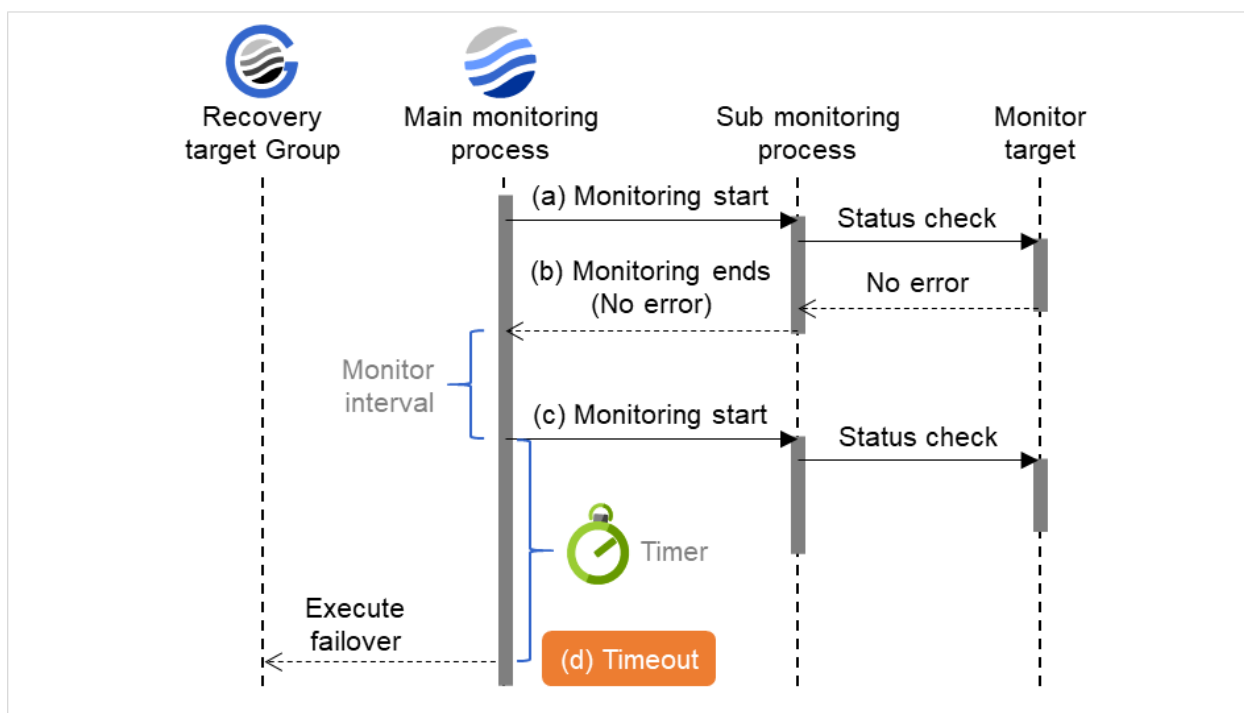 Recovery
target Group
Main monitoring
process
Sub monitoring
process
Monitor
target
(a) Monitoring start
Status check
(b) Monitoring ends
(No error)
No error
Monitor
interval
(c) Monitoring start
Status check
Timer
Execute
failover
(d) Timeout